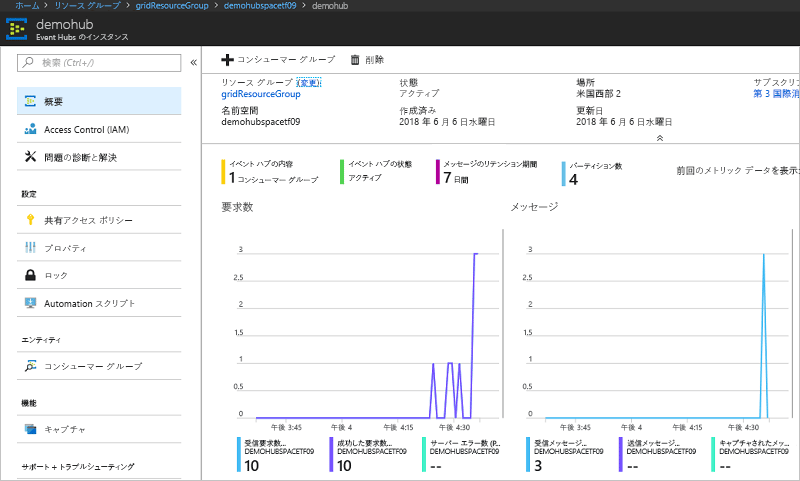 ホーム > リソース グループ > gridResourceGroup > demohubspacetf09 > demohub
demohub
Event Hubs のインスタンス
検索 (Ctrl+/)
«
概要
Access Control (IAM)
問題の診断と解決
設定
共有アクセス ポリシー
プロパティ
ロック
Automation スクリプト
エンティティ
コンシューマー グループ
機能
キャプチャ
サポート + トラブルシューティング
コンシューマー グループ 削除
リソース グループ (変更)
gridResourceGroup
状態
アクティブ
場所
米国西部 2
サブスクリプ
第 3 国際消
名前空間
demohubspacetf09
作成済み
2018 年 6 月 6 日水曜日
更新日
2018 年 6 月 6 日水曜日
イベント ハブの内容
1 コンシューマー グループ
イベント ハブの状態
アクティブ
メッセージのリテンション期間
7 日間
パーティション数
4
前回のメトリック データを表示
要求数
3
2.5
2
1.5
1
0.5
0
午後 3:45 午後 4 午後 4:15 午後 4:30
受信要求数...
DEMOHUBSPACETF09
10
成功した要求数...
DEMOHUBSPACETF09
10
サーバー エラー数 (P...
DEMOHUBSPACETF09
--
メッセージ
3
2.5
2
1.5
1
0.5
0
午後 3:45 午後 4 午後 4:15 午後 4:30
受信メッセージ...
DEMOHUBSPACETF09
3
送信メッセージ...
DEMOHUBSPACETF09
--
キャプチャされたメッ...
DEMOHUBSPACETF09
--